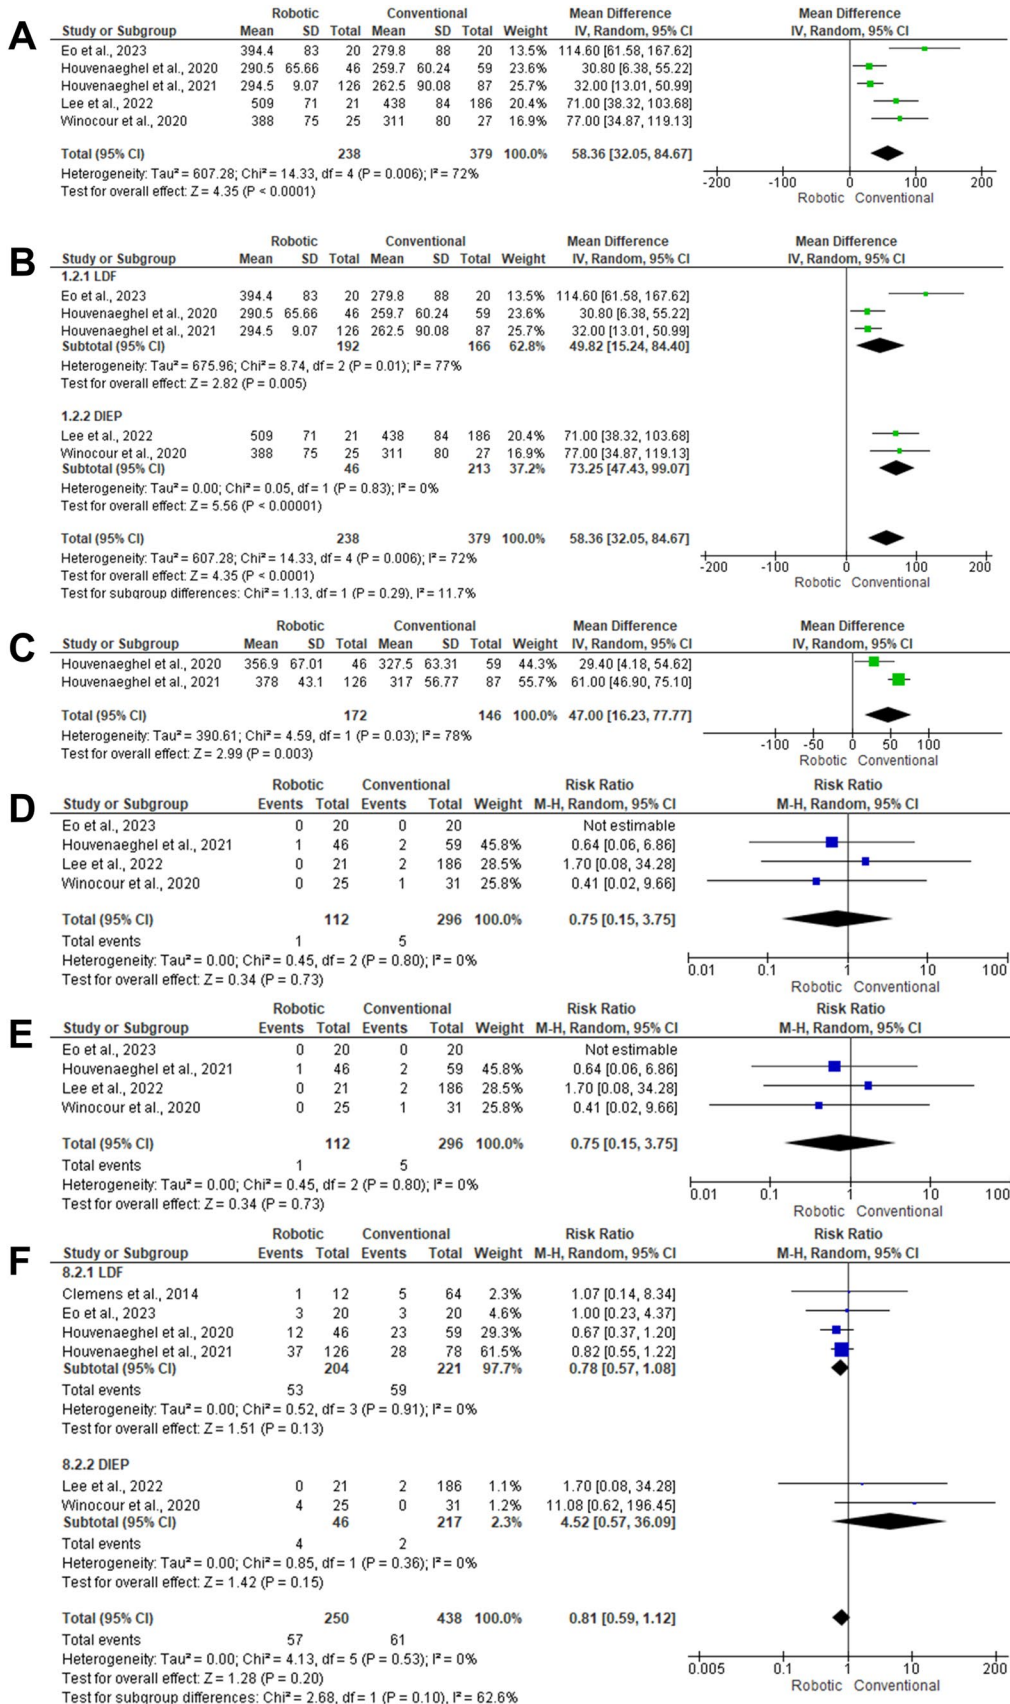 A
Robotic Conventional Mean Difference Mean Difference
Study or Subgroup Mean SD Total Mean SD Total Weight IV, Random, 95% CI IV, Random, 95% CI
Eo et al., 2023 394.4 83 20 279.8 88 20 13.5% 114.60 [61.58, 167.62]
Houvenaeghel et al., 2020 290.5 65.66 46 259.7 60.24 59 23.6% 30.80 [6.38, 55.22]
Houvenaeghel et al., 2021 294.5 9.07 126 262.5 90.08 87 25.7% 32.00 [13.01, 50.99]
Lee et al., 2022 509 71 21 438 84 186 20.4% 71.00 [38.32, 103.68]
Winocour et al., 2020 388 75 25 311 80 27 16.9% 77.00 [34.87, 119.13]
Total (95% CI) 238 379 100.0% 58.36 [32.05, 84.67]
Heterogeneity: Tau² = 607.28; Chi² = 14.33, df = 4 (P = 0.006); I² = 72%
Test for overall effect: Z = 4.35 (P < 0.0001)
-200 -100 0 100 200
Robotic Conventional
B
Robotic Conventional Mean Difference Mean Difference
Study or Subgroup Mean SD Total Mean SD Total Weight IV, Random, 95% CI IV, Random, 95% CI
1.2.1 LDF
Eo et al., 2023 394.4 83 20 279.8 88 20 13.5% 114.60 [61.58, 167.62]
Houvenaeghel et al., 2020 290.5 65.66 46 259.7 60.24 59 23.6% 30.80 [6.38, 55.22]
Houvenaeghel et al., 2021 294.5 9.07 126 262.5 90.08 87 25.7% 32.00 [13.01, 50.99]
Subtotal (95% CI) 192 166 62.8% 49.82 [15.24, 84.40]
Heterogeneity: Tau² = 675.96; Chi² = 8.74, df = 2 (P = 0.01); I² = 77%
Test for overall effect: Z = 2.82 (P = 0.005)
1.2.2 DIEP
Lee et al., 2022 509 71 21 438 84 186 20.4% 71.00 [38.32, 103.68]
Winocour et al., 2020 388 75 25 311 80 27 16.9% 77.00 [34.87, 119.13]
Subtotal (95% CI) 46 213 37.2% 73.25 [47.43, 99.07]
Heterogeneity: Tau² = 0.00; Chi² = 0.05, df = 1 (P = 0.83); I² = 0%
Test for overall effect: Z = 5.56 (P < 0.00001)
Total (95% CI) 238 379 100.0% 58.36 [32.05, 84.67]
Heterogeneity: Tau² = 607.28; Chi² = 14.33, df = 4 (P = 0.006); I² = 72%
Test for overall effect: Z = 4.35 (P < 0.0001)
Test for subgroup differences: Chi² = 1.13, df = 1 (P = 0.29), I² = 11.7%
-200 -100 0 100 200
Robotic Conventional
C
Robotic Conventional Mean Difference Mean Difference
Study or Subgroup Mean SD Total Mean SD Total Weight IV, Random, 95% CI IV, Random, 95% CI
Houvenaeghel et al., 2020 356.9 67.01 46 327.5 63.31 59 44.3% 29.40 [4.18, 54.62]
Houvenaeghel et al., 2021 378 43.1 126 317 56.77 87 55.7% 61.00 [46.90, 75.10]
Total (95% CI) 172 146 100.0% 47.00 [16.23, 77.77]
Heterogeneity: Tau² = 390.61; Chi² = 4.59, df = 1 (P = 0.03); I² = 78%
Test for overall effect: Z = 2.99 (P = 0.003)
-100 -50 0 50 100
Robotic Conventional
D
Robotic Conventional Risk Ratio Risk Ratio
Study or Subgroup Events Total Events Total Weight M-H, Random, 95% CI M-H, Random, 95% CI
Eo et al., 2023 0 20 0 20 Not estimable
Houvenaeghel et al., 2021 1 46 2 59 45.8% 0.64 [0.06, 6.86]
Lee et al., 2022 0 21 2 186 28.5% 1.70 [0.08, 34.28]
Winocour et al., 2020 0 25 1 31 25.8% 0.41 [0.02, 9.66]
Total (95% CI) 112 296 100.0% 0.75 [0.15, 3.75]
Total events 1 5
Heterogeneity: Tau² = 0.00; Chi² = 0.45, df = 2 (P = 0.80); I² = 0%
Test for overall effect: Z = 0.34 (P = 0.73)
0.01 0.1 1 10 100
Robotic Conventional
E
Robotic Conventional Risk Ratio Risk Ratio
Study or Subgroup Events Total Events Total Weight M-H, Random, 95% CI M-H, Random, 95% CI
Eo et al., 2023 0 20 0 20 Not estimable
Houvenaeghel et al., 2021 1 46 2 59 45.8% 0.64 [0.06, 6.86]
Lee et al., 2022 0 21 2 186 28.5% 1.70 [0.08, 34.28]
Winocour et al., 2020 0 25 1 31 25.8% 0.41 [0.02, 9.66]
Total (95% CI) 112 296 100.0% 0.75 [0.15, 3.75]
Total events 1 5
Heterogeneity: Tau² = 0.00; Chi² = 0.45, df = 2 (P = 0.80); I² = 0%
Test for overall effect: Z = 0.34 (P = 0.73)
0.01 0.1 1 10 100
Robotic Conventional
F
Robotic Conventional Risk Ratio Risk Ratio
Study or Subgroup Events Total Events Total Weight M-H, Random, 95% CI M-H, Random, 95% CI
8.2.1 LDF
Clemens et al., 2014 1 12 5 64 2.3% 1.07 [0.14, 8.34]
Eo et al., 2023 3 20 3 20 4.6% 1.00 [0.23, 4.37]
Houvenaeghel et al., 2020 12 46 23 59 29.3% 0.67 [0.37, 1.20]
Houvenaeghel et al., 2021 37 126 28 78 61.5% 0.82 [0.55, 1.22]
Subtotal (95% CI) 204 221 97.7% 0.78 [0.57, 1.08]
Total events 53 59
Heterogeneity: Tau² = 0.00; Chi² = 0.52, df = 3 (P = 0.91); I² = 0%
Test for overall effect: Z = 1.51 (P = 0.13)
8.2.2 DIEP
Lee et al., 2022 0 21 2 186 1.1% 1.70 [0.08, 34.28]
Winocour et al., 2020 4 25 0 31 1.2% 11.08 [0.62, 196.45]
Subtotal (95% CI) 46 217 2.3% 4.52 [0.57, 36.09]
Total events 4 2
Heterogeneity: Tau² = 0.00; Chi² = 0.85, df = 1 (P = 0.36); I² = 0%
Test for overall effect: Z = 1.42 (P = 0.15)
Total (95% CI) 250 438 100.0% 0.81 [0.59, 1.12]
Total events 57 61
Heterogeneity: Tau² = 0.00; Chi² = 4.13, df = 5 (P = 0.53); I² = 0%
Test for overall effect: Z = 1.28 (P = 0.20)
Test for subgroup differences: Chi² = 2.68, df = 1 (P = 0.10), I² = 62.6%
0.005 0.1 1 10 200
Robotic Conventional